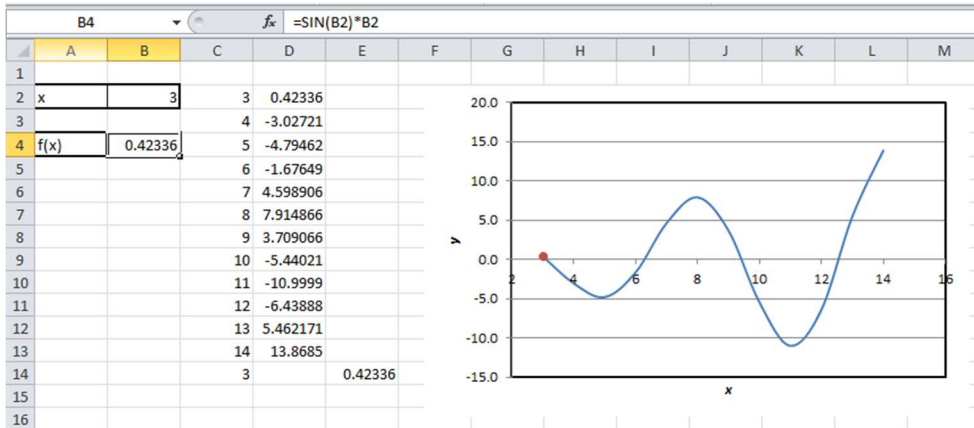 B4 fx =SIN(B2)*B2
A B C D E F G H I J K L M
1
2 x 3 3 0.42336
3 4 -3.02721
4 f(x) 0.42336 5 -4.79462
5 6 -1.67649
6 7 4.598906
7 8 7.914866
8 9 3.709066
9 10 -5.44021
10 11 -10.9999
11 12 -6.43888
12 13 5.462171
13 14 13.8685
14 3 0.42336
15
16
20.0
15.0
10.0
5.0
0.0
-5.0
-10.0
-15.0
y
2 4 6 8 10 12 14 16
x